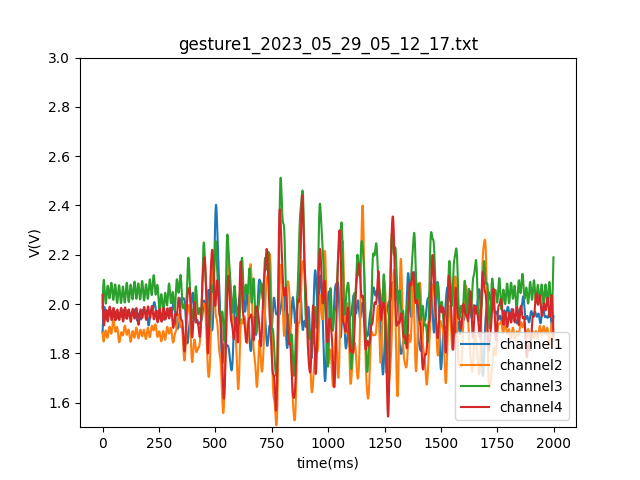 gesture1_2023_05_29_05_12_17.txt
3.0
2.8
2.6
2.4
2.2
2.0
1.8
1.6
V(V)
channel1
channel2
channel3
channel4
0 250 500 750 1000 1250 1500 1750 2000
time(ms)